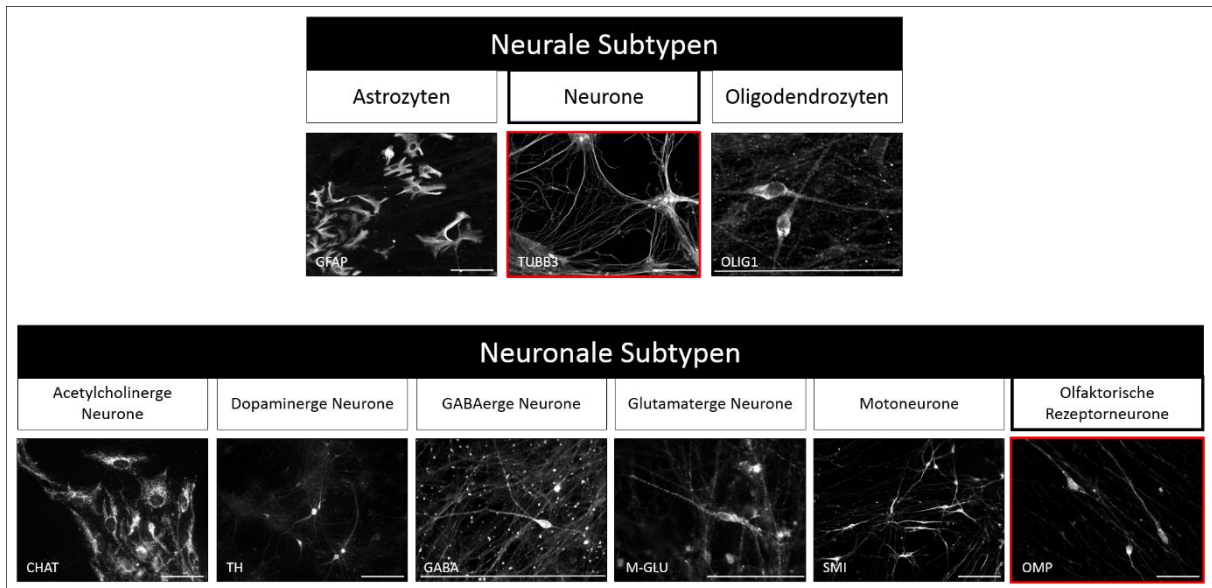 Neurale Subtypen
Astrozyten
Neurone
Oligodendrozyten
GFAP
TUBB3
OLIG1
Neuronale Subtypen
Acetylcholinerge
Neurone
Dopaminerge Neurone
GABAerge Neurone
Glutamaterge Neurone
Motoneurone
Olfaktorische
Rezeptorneurone
CHAT
TH
GABA
M-GLU
SMI
OMP